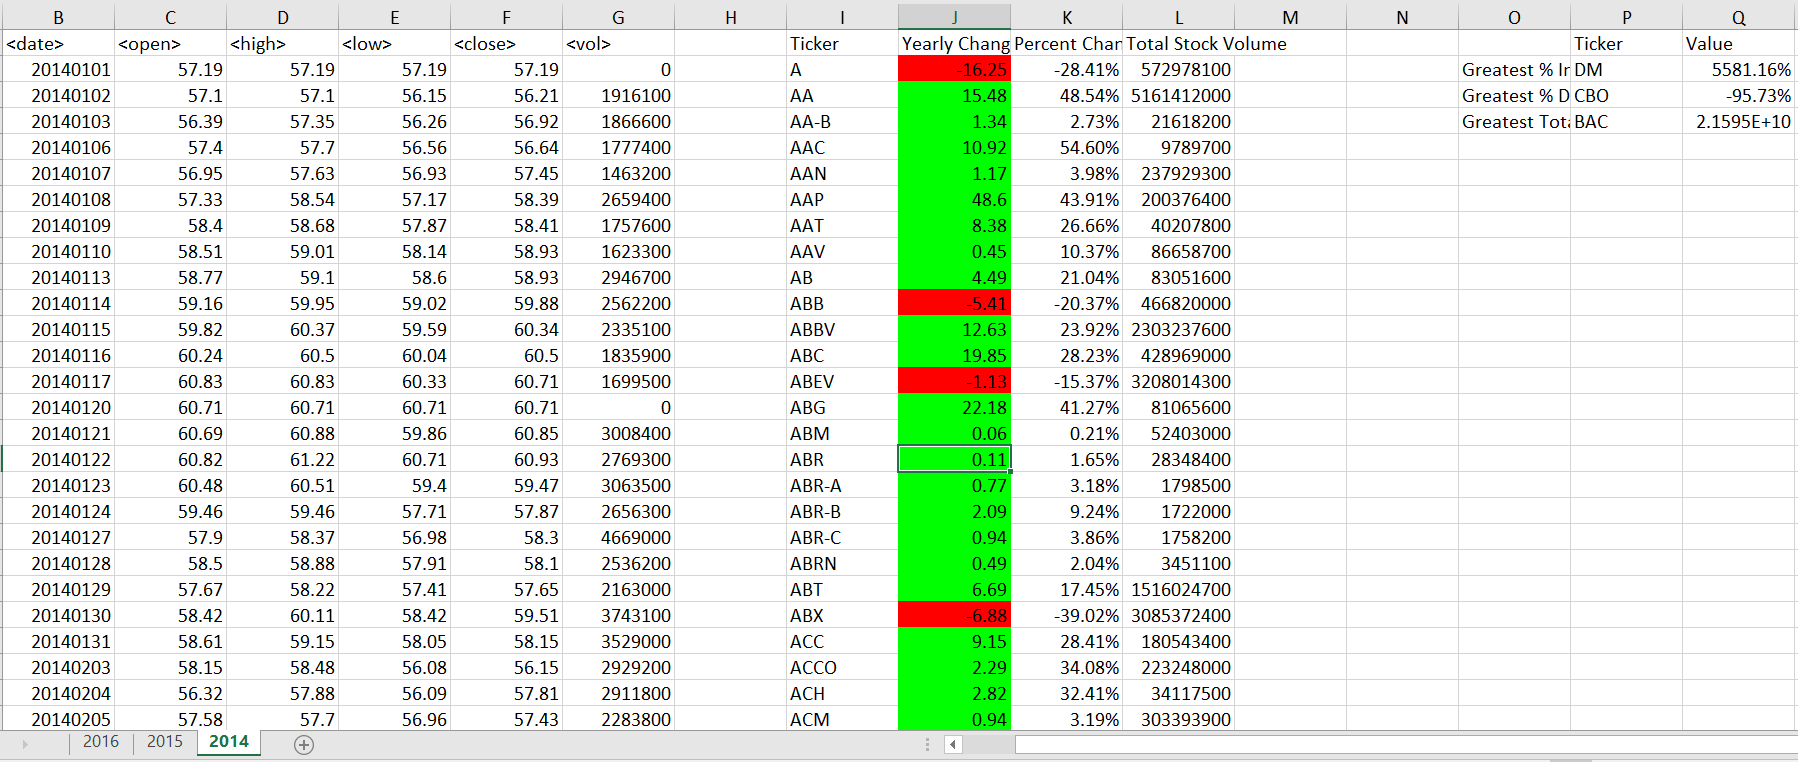 B C D E F G H I J K L M N O P Q
<date> <open> <high> <low> <close> <vol> Ticker Yearly Chang Percent Char Total Stock Volume Ticker Value
20140101 57.19 57.19 57.19 57.19 0 A -16.25 -28.41% 572978100 Greatest % Ir DM 5581.16%
20140102 57.1 57.1 56.15 56.21 1916100 AA 15.48 48.54% 5161412000 Greatest % D CBO -95.73%
20140103 56.39 57.35 56.26 56.92 1866600 AA-B 1.34 2.73% 21618200 Greatest Tota BAC 2.1595E+10
20140106 57.4 57.7 56.56 56.64 1777400 AAC 10.92 54.60% 9789700
20140107 56.95 57.63 56.93 57.45 1463200 AAN 1.17 3.98% 237929300
20140108 57.33 58.54 57.17 58.39 2659400 AAP 48.6 43.91% 200376400
20140109 58.4 58.68 57.87 58.41 1757600 AAT 8.38 26.66% 40207800
20140110 58.51 59.01 58.14 58.93 1623300 AAV 0.45 10.37% 86658700
20140113 58.77 59.1 58.6 58.93 2946700 AB 4.49 21.04% 83051600
20140114 59.16 59.95 59.02 59.88 2562200 ABB -5.41 -20.37% 466820000
20140115 59.82 60.37 59.59 60.34 2335100 ABBV 12.63 23.92% 2303237600
20140116 60.24 60.5 60.04 60.5 1835900 ABC 19.85 28.23% 428969000
20140117 60.83 60.83 60.33 60.71 1699500 ABEV -1.13 -15.37% 3208014300
20140120 60.71 60.71 60.71 60.71 0 ABG 22.18 41.27% 81065600
20140121 60.69 60.88 59.86 60.85 3008400 ABM 0.06 0.21% 52403000
20140122 60.82 61.22 60.71 60.93 2769300 ABR 0.11 1.65% 28348400
20140123 60.48 60.51 59.4 59.47 3063500 ABR-A 0.77 3.18% 1798500
20140124 59.46 59.46 57.71 57.87 2656300 ABR-B 2.09 9.24% 1722000
20140127 57.9 58.37 56.98 58.3 4669000 ABR-C 0.94 3.86% 1758200
20140128 58.5 58.88 57.91 58.1 2536200 ABRN 0.49 2.04% 3451100
20140129 57.67 58.22 57.41 57.65 2163000 ABT 6.69 17.45% 1516024700
20140130 58.42 60.11 58.42 59.51 3743100 ABX -6.88 -39.02% 3085372400
20140131 58.61 59.15 58.05 58.15 3529000 ACC 9.15 28.41% 180543400
20140203 58.15 58.48 56.08 56.15 2929200 ACCO 2.29 34.08% 223248000
20140204 56.32 57.88 56.09 57.81 2911800 ACH 2.82 32.41% 34117500
20140205 57.58 57.7 56.96 57.43 2283800 ACM 0.94 3.19% 303393900
2016 2015 2014